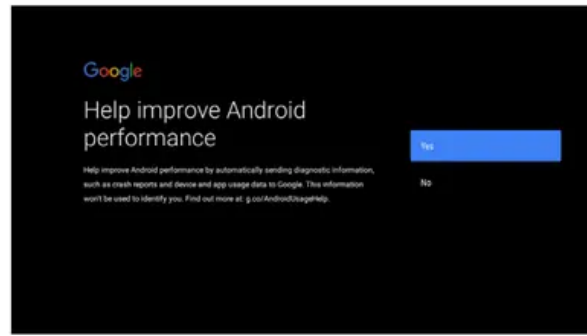 Google
Help improve Android
performance
Help improve Android performance by automatically sending diagnostic information,
such as crash reports and device and app usage data to Google. This information
won't be used to identify you. Find out more at: g.co/AndroidUsageHelp.
Yes
No